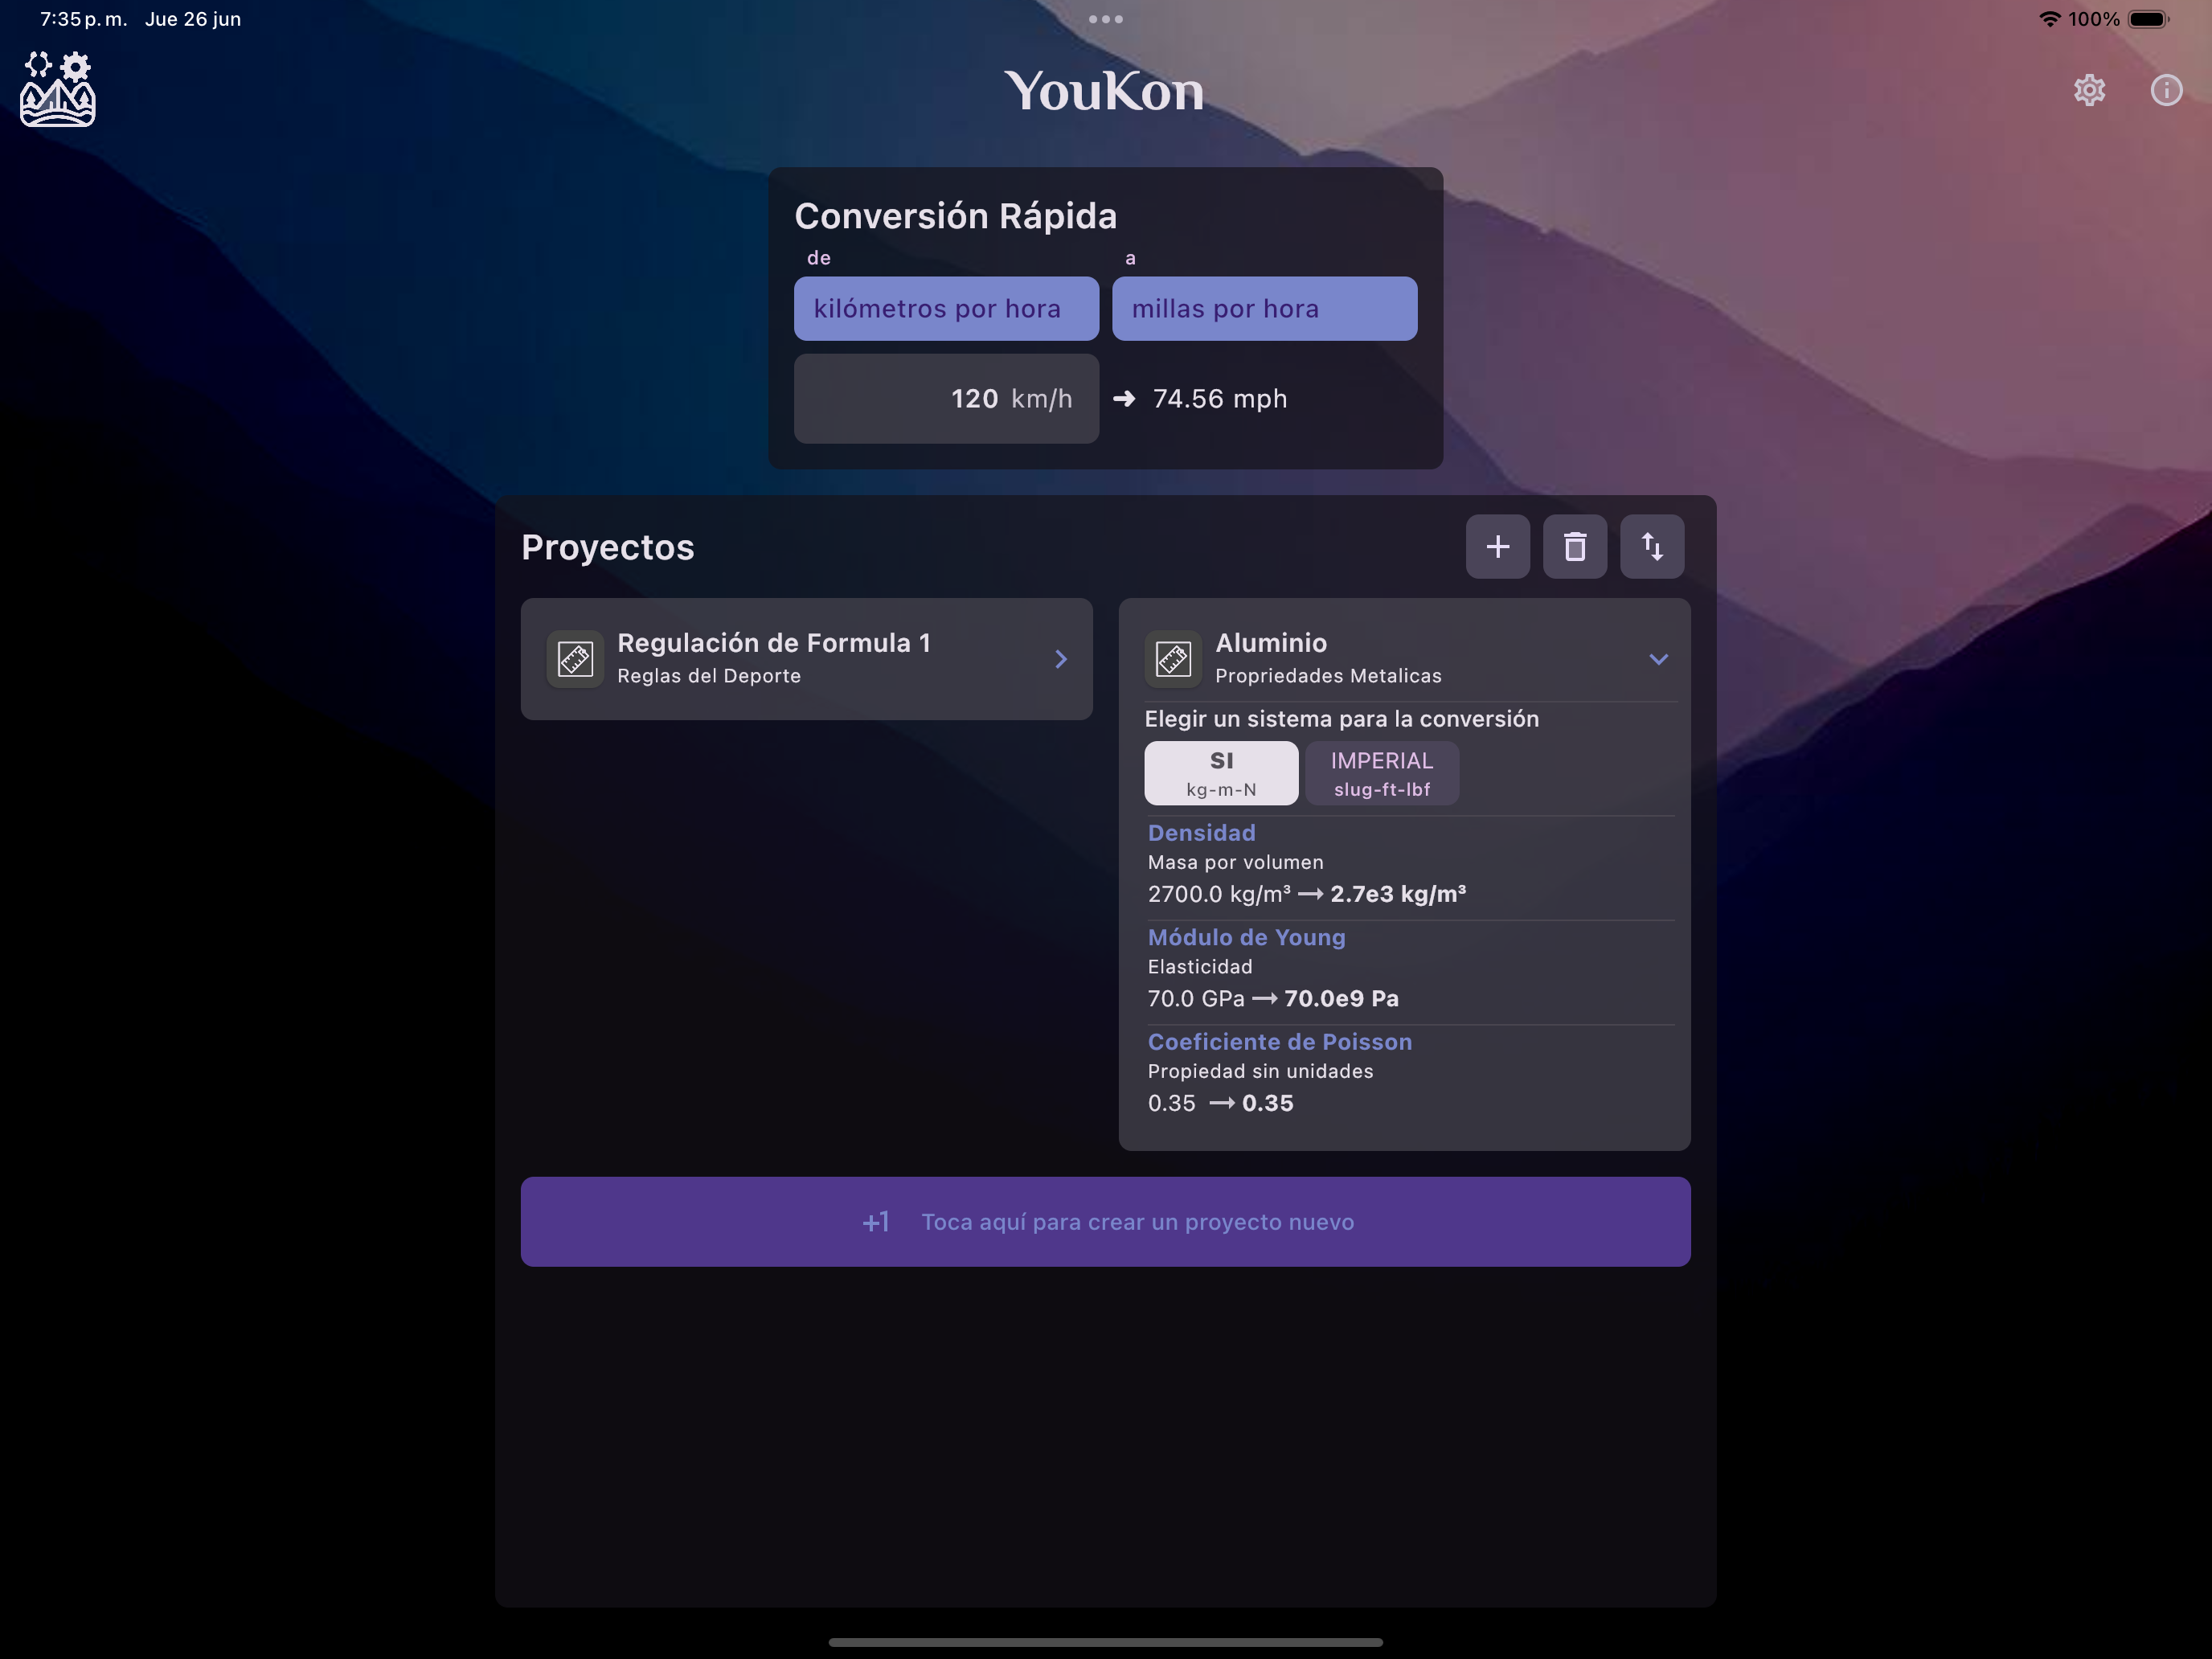 7:35 p. m. Jue 26 jun
100%
YouKon
Conversión Rápida
de a
kilómetros por hora millas por hora
120 km/h ➜ 74.56 mph
Proyectos
Regulación de Formula 1
Reglas del Deporte
Aluminio
Propriedades Metalicas
Elegir un sistema para la conversión
SI IMPERIAL
kg-m-N slug-ft-lbf
Densidad
Masa por volumen
2700.0 kg/m³ → 2.7e3 kg/m³
Módulo de Young
Elasticidad
70.0 GPa → 70.0e9 Pa
Coeficiente de Poisson
Propiedad sin unidades
0.35 → 0.35
+1 Toca aquí para crear un proyecto nuevo